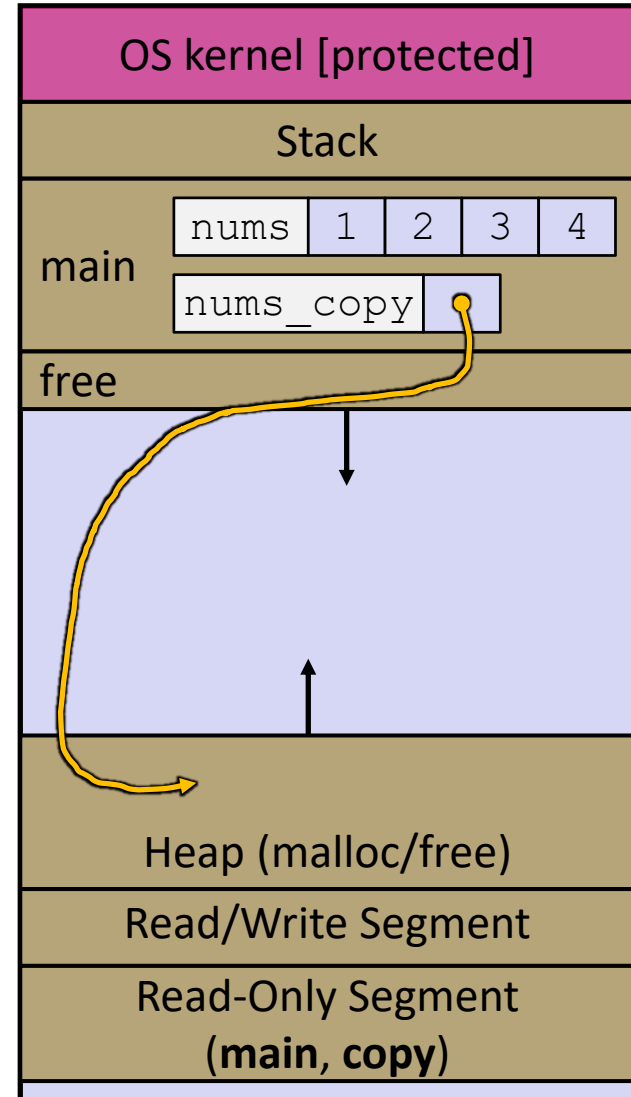 OS kernel [protected]
Stack
main
nums 1 2 3 4
nums_copy
free
Heap (malloc/free)
Read/Write Segment
Read-Only Segment
(main, copy)